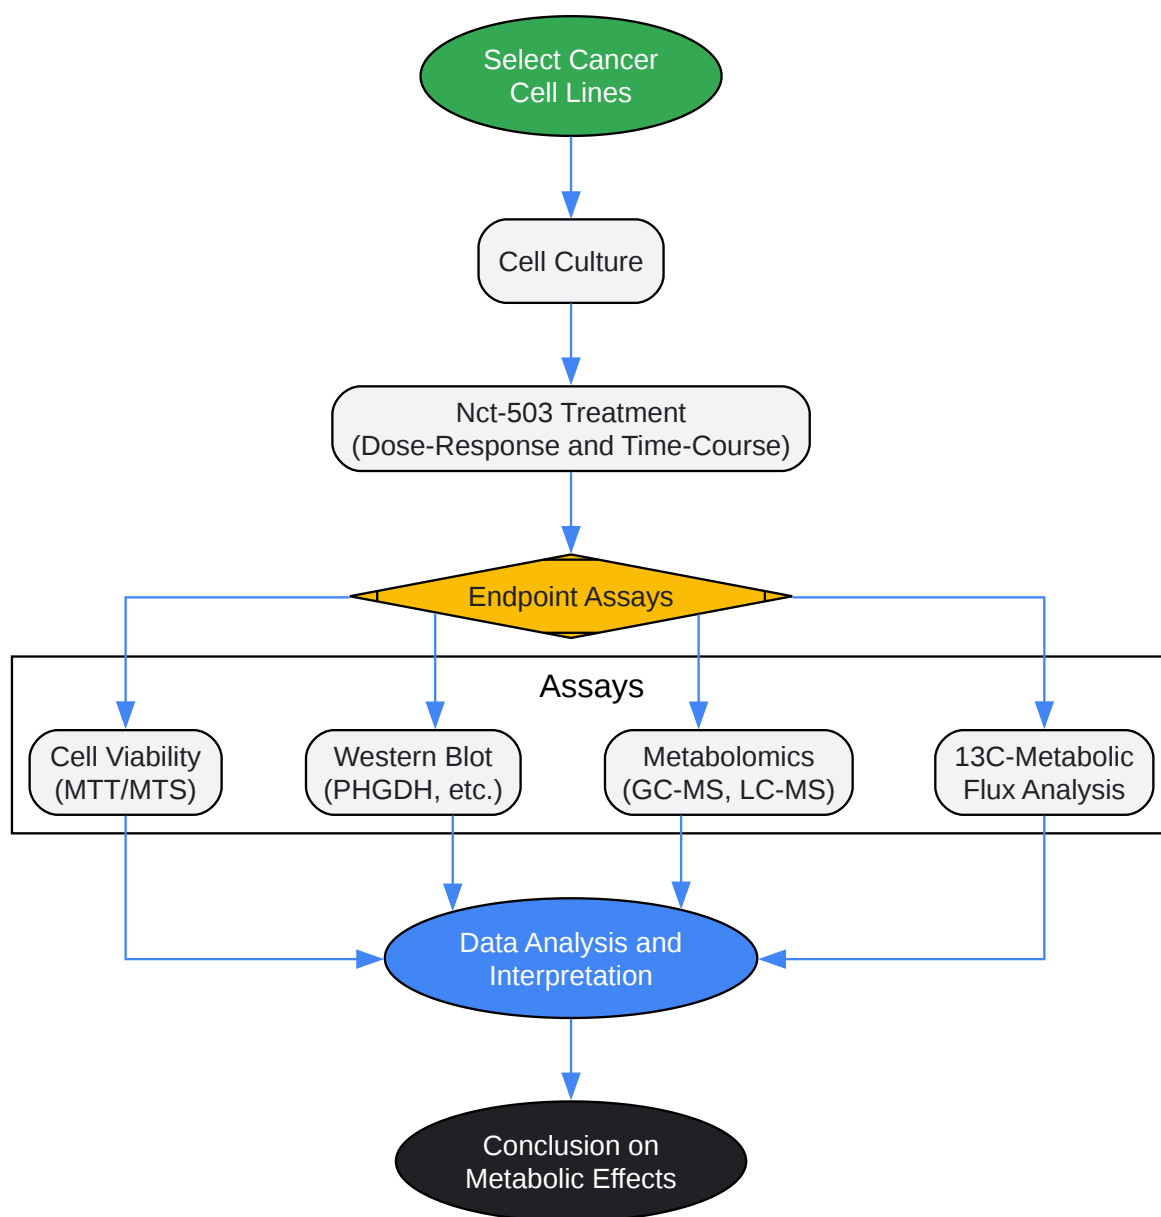 Select Cancer
Cell Lines
Cell Culture
Nct-503 Treatment
(Dose-Response and Time-Course)
Endpoint Assays
Assays
Cell Viability
(MTT/MTS)
Western Blot
(PHGDH, etc.)
Metabolomics
(GC-MS, LC-MS)
13C-Metabolic
Flux Analysis
Data Analysis and
Interpretation
Conclusion on
Metabolic Effects